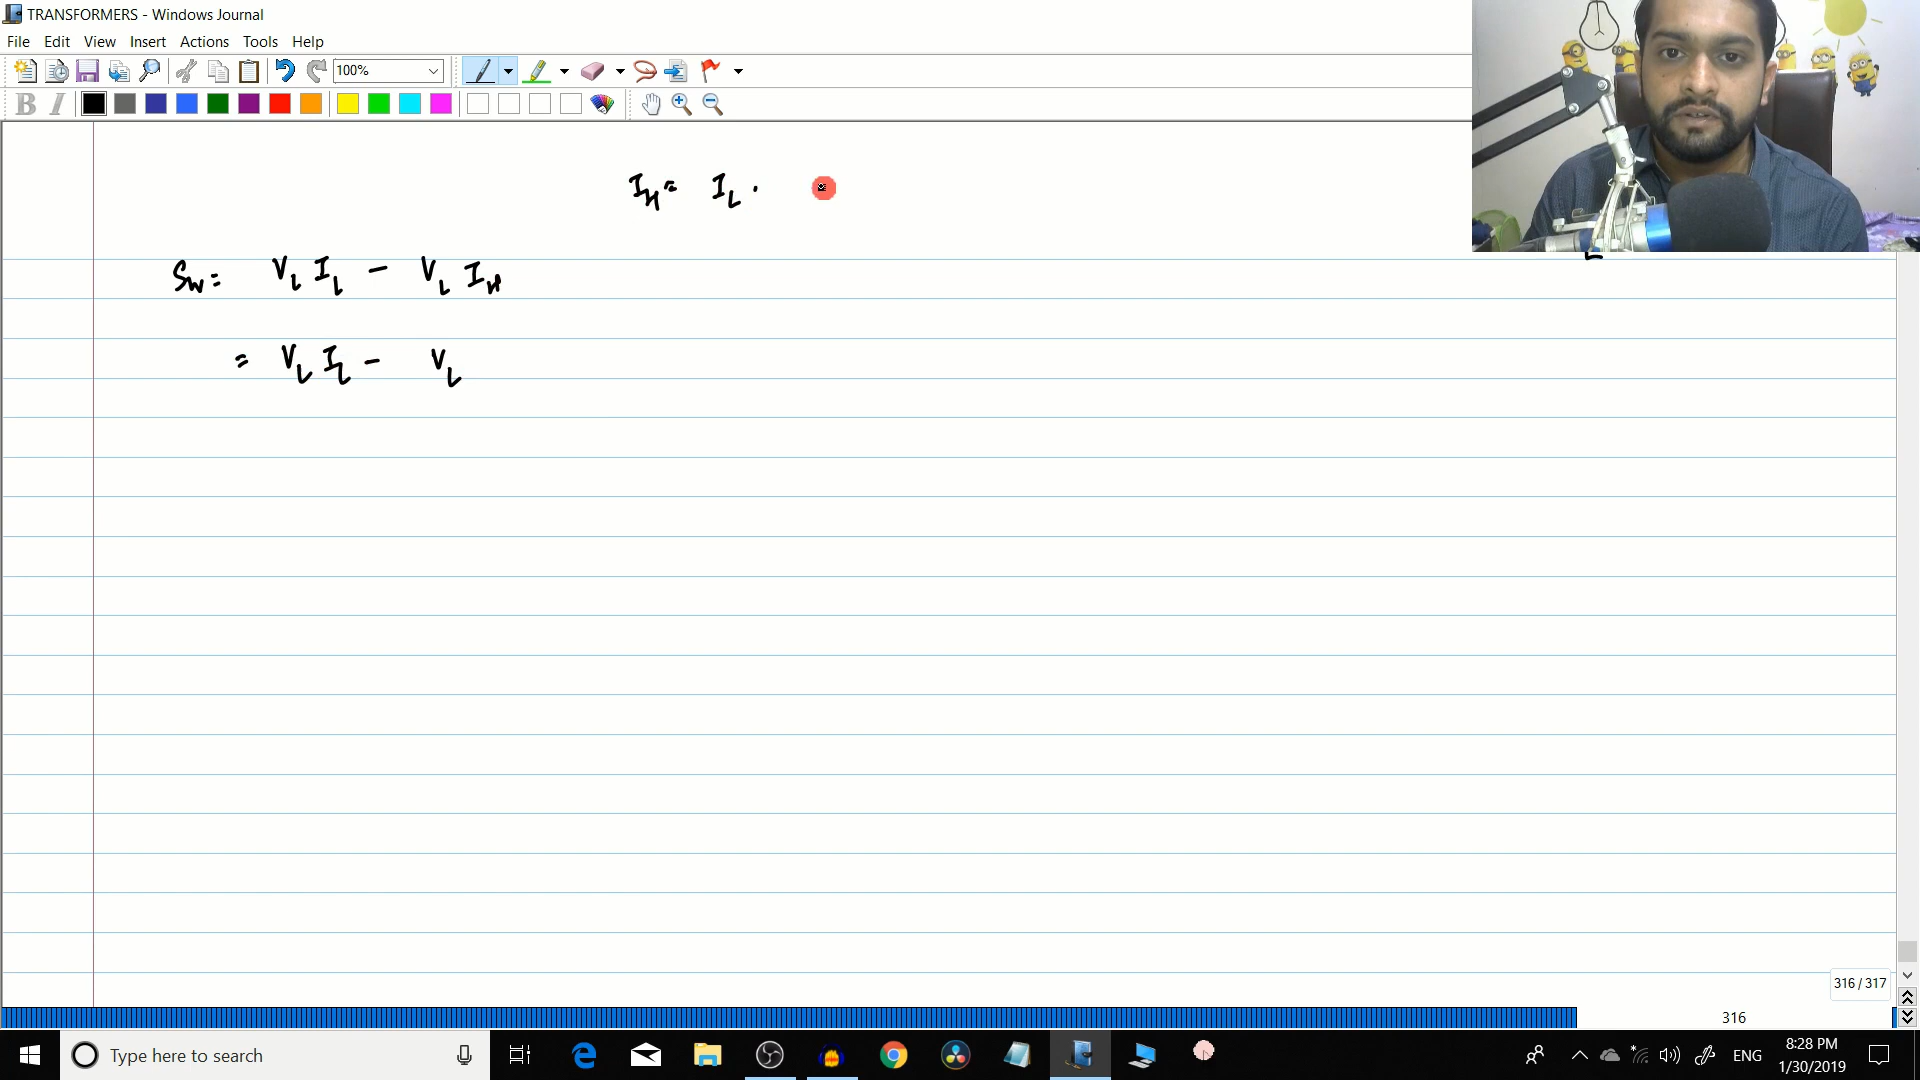 TRANSFORMERS - Windows Journal
File Edit View Insert Actions Tools Help
100%
B I
I_H = I_L .
S_W = V_L I_L - V_L I_H
= V_L I_L - V_L
316 / 317
316
Type here to search
ENG
8:28 PM
1/30/2019